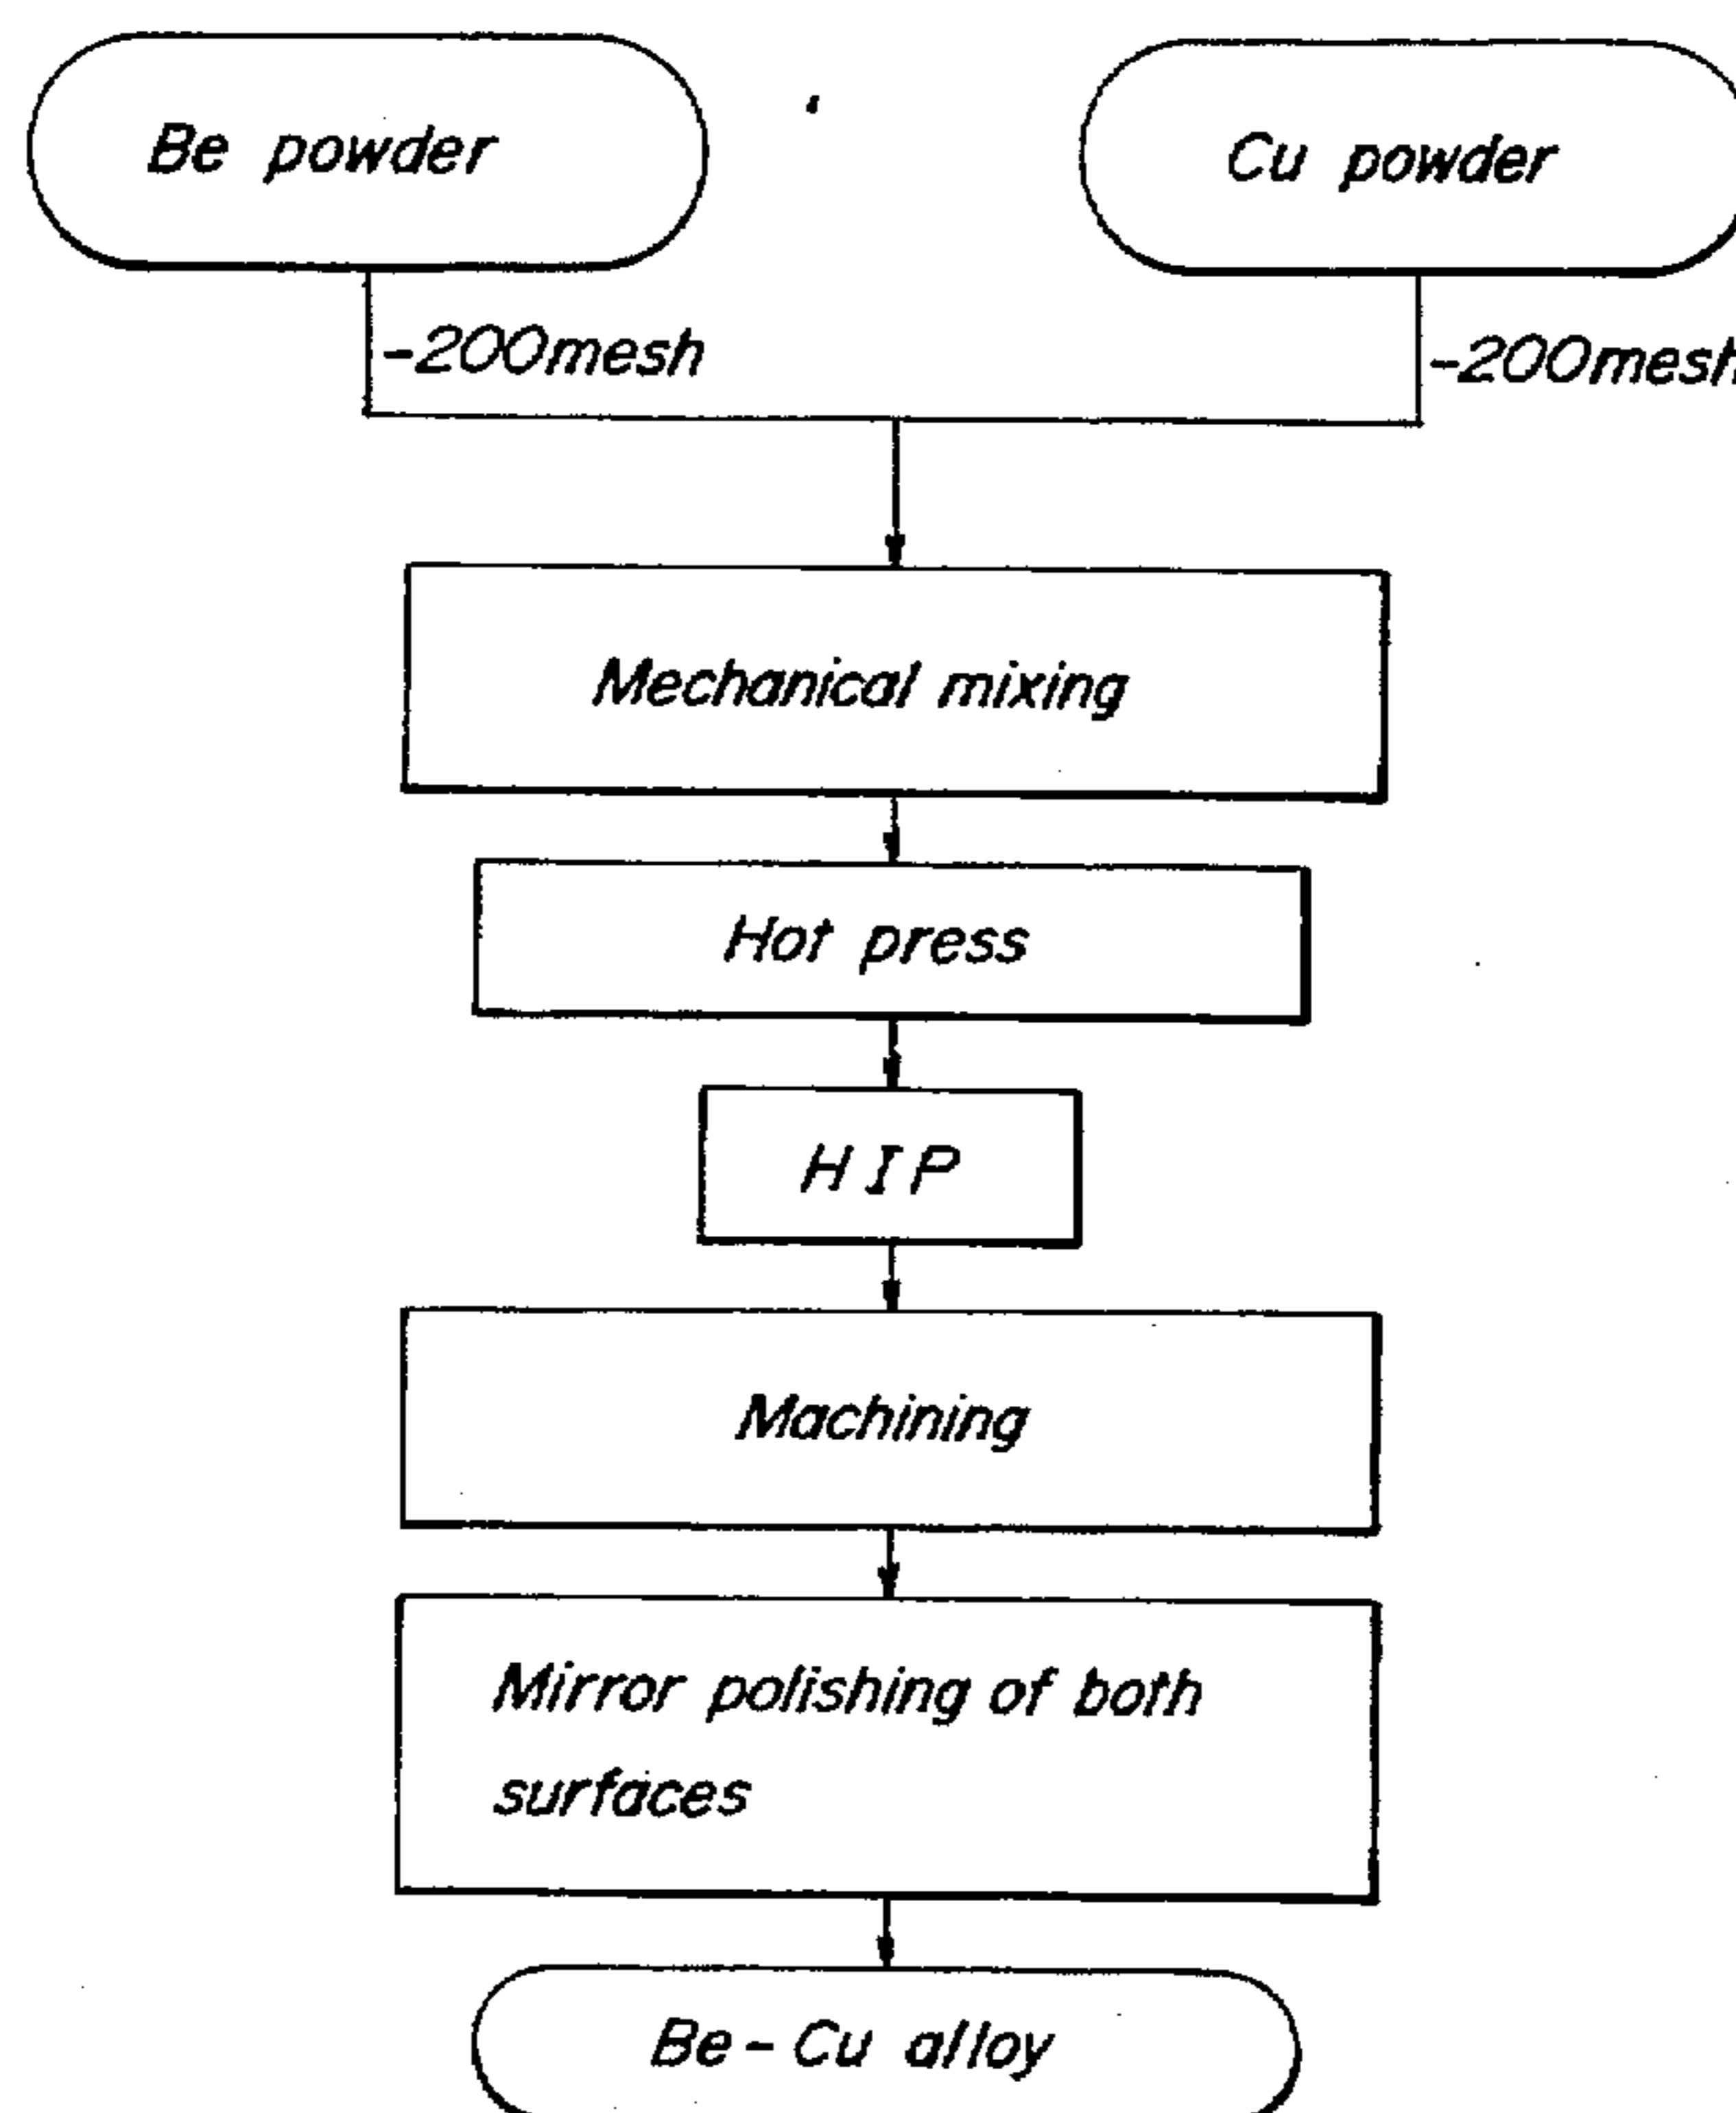 Be powder
Cu powder
-200mesh
-200mesh
Mechanical mixing
Hot press
HIP
Machining
Mirror polishing of both
surfaces
Be-Cu alloy